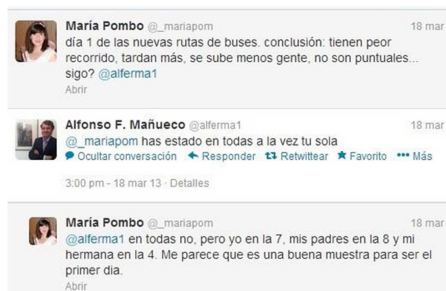 María Pombo @_mariapom 18 mar
día 1 de las nuevas rutas de buses. conclusión: tienen peor
recorrido, tardan más, se sube menos gente, no son puntuales...
sigo? @alferma1
Abrir
Alfonso F. Mañueco @alferma1 18 mar
@_mariapom has estado en todas a la vez tu sola
Ocultar conversación Responder Retwittear Favorito Más
3:00 pm - 18 mar 13 · Detalles
María Pombo @_mariapom 18 mar
@alferma1 en todas no, pero yo en la 7, mis padres en la 8 y mi
hermana en la 4. Me parece que es una buena muestra para ser el
primer dia.
Abrir